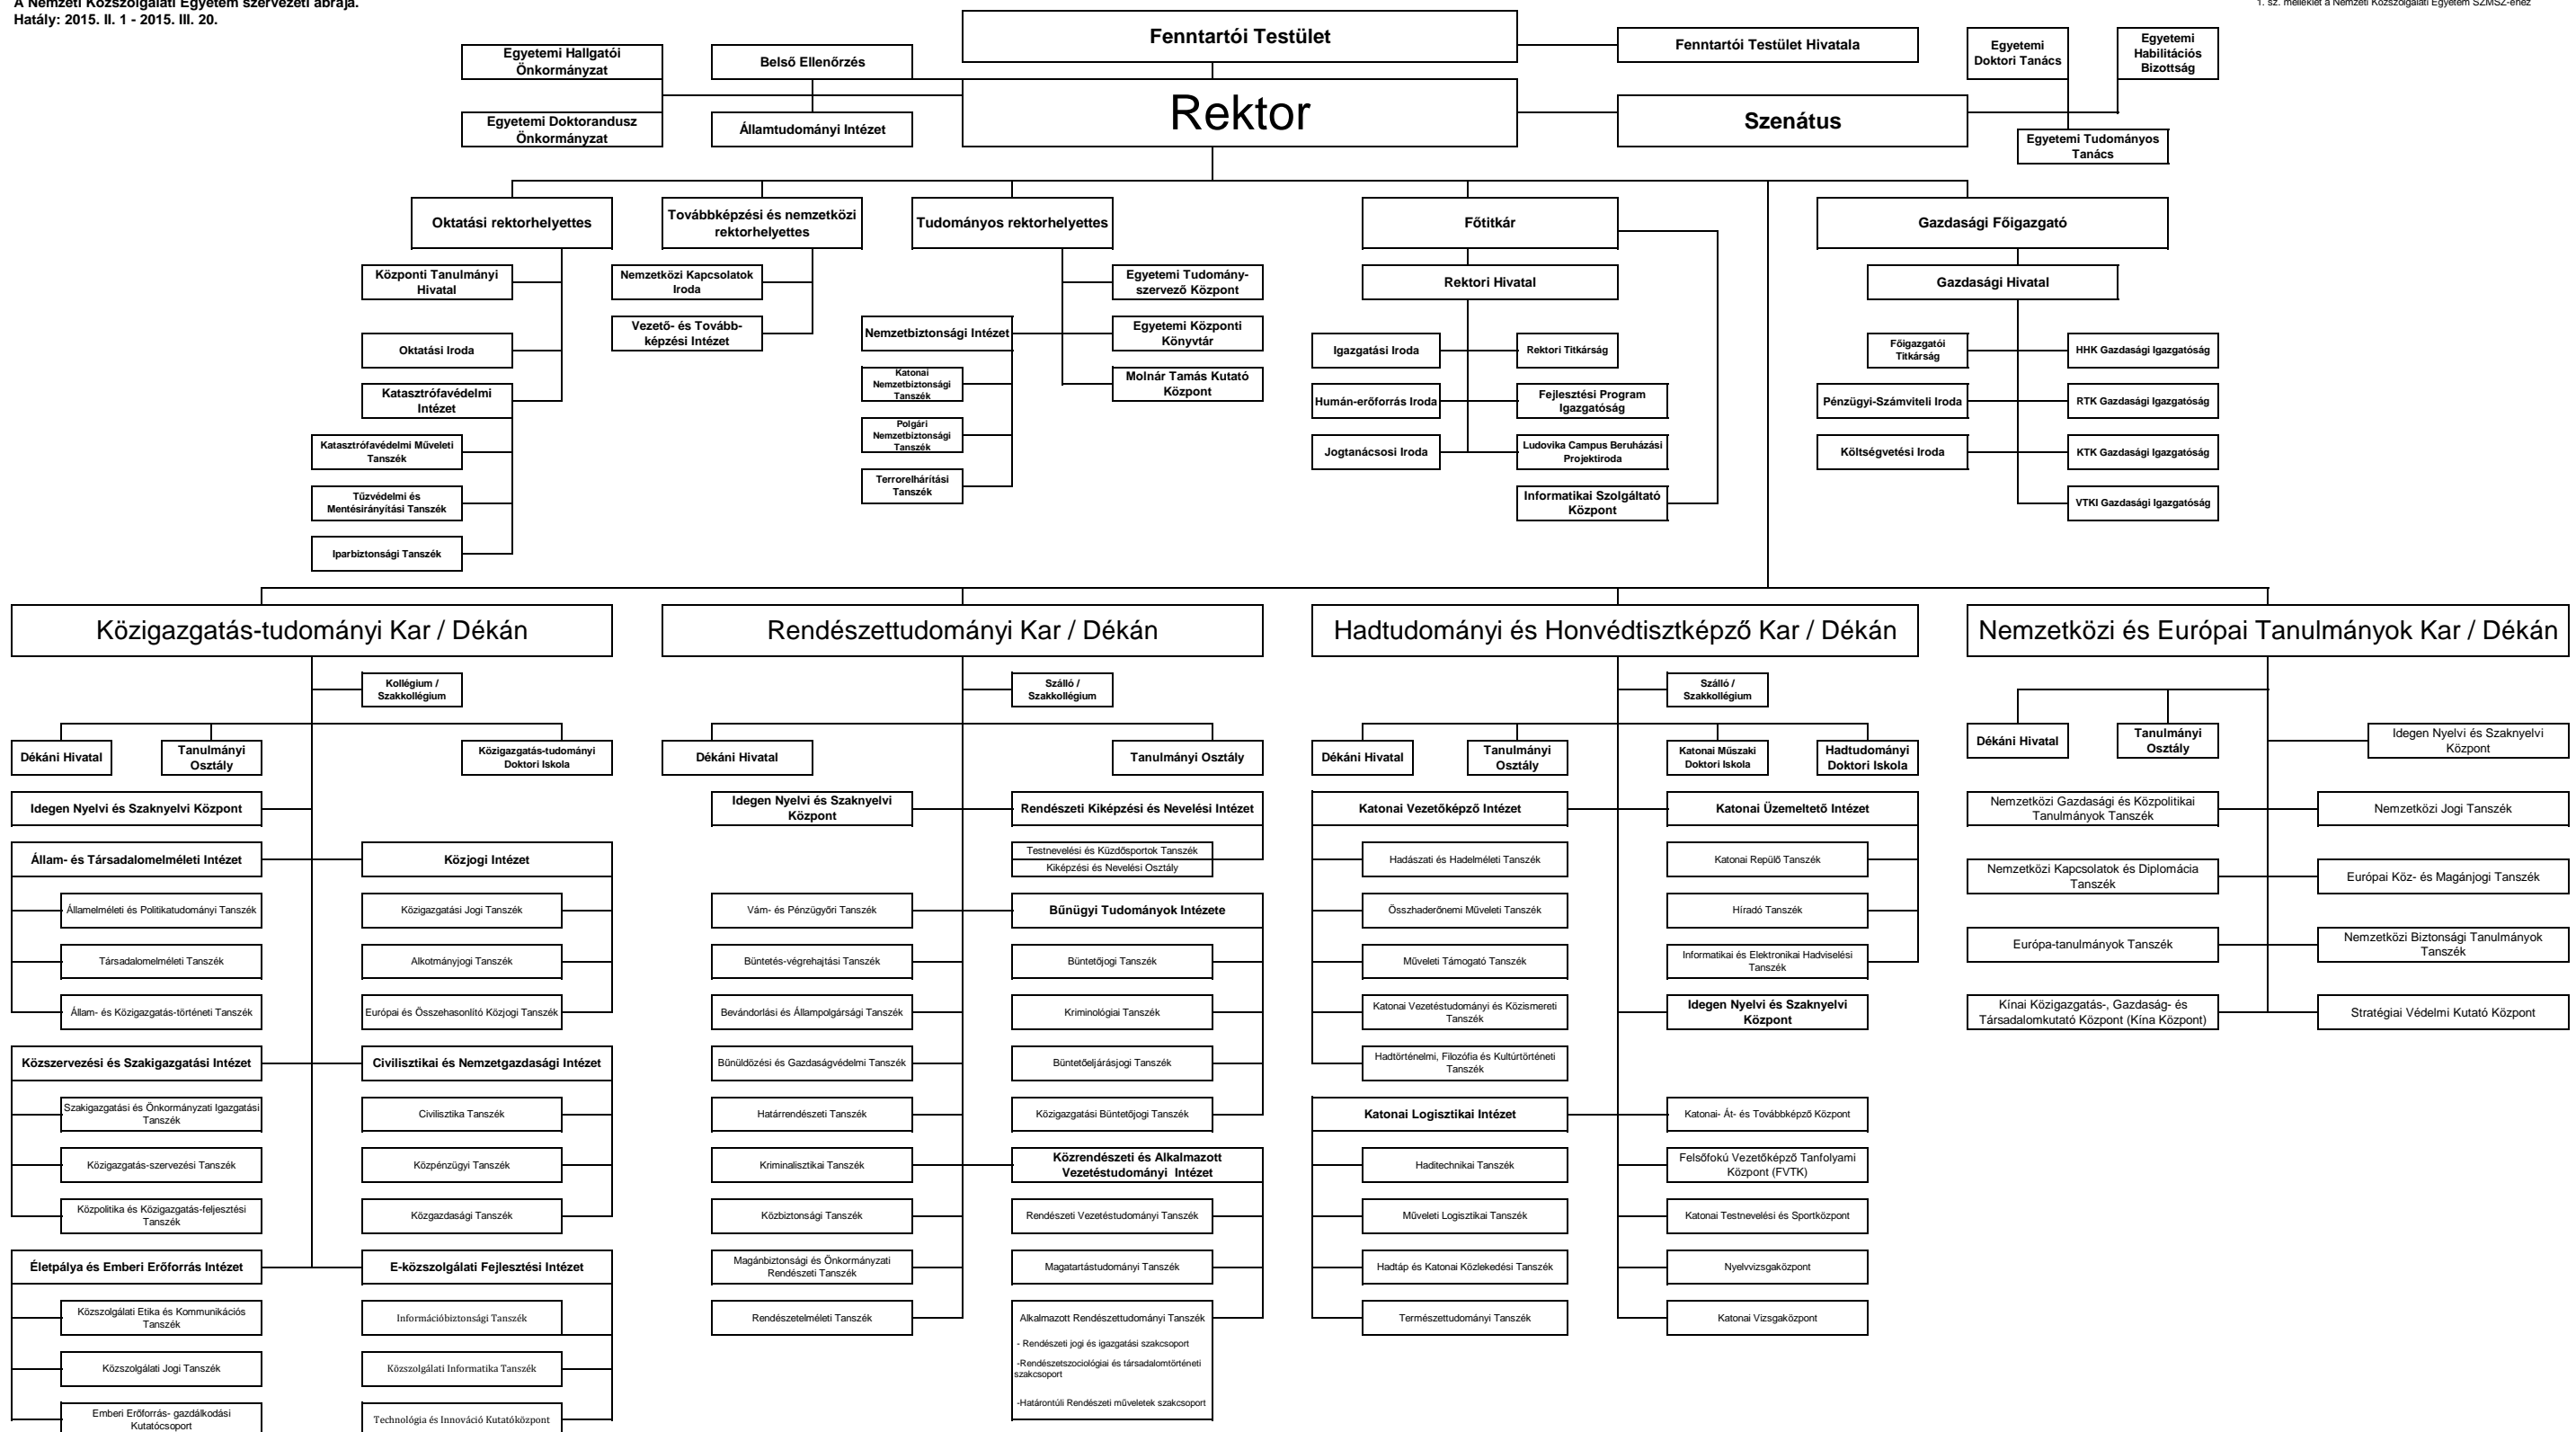 A Nemzeti Közszolgálati Egyetem szervezeti ábrája.
Hatály: 2015. II. 1 - 2015. III. 20.
1. sz. melléklet a Nemzeti Közszolgálati Egyetem SZMSZ-éhez
Fenntartói Testület
Fenntartói Testület Hivatala
Egyetemi Hallgatói
Önkormányzat
Belső Ellenőrzés
Egyetemi
Doktori Tanács
Egyetemi
Habilitációs
Bizottság
Rektor
Szenátus
Egyetemi Doktorandusz
Önkormányzat
Államtudományi Intézet
Egyetemi Tudományos
Tanács
Oktatási rektorhelyettes
Továbbképzési és nemzetközi
rektorhelyettes
Tudományos rektorhelyettes
Főtitkár
Gazdasági Főigazgató
Központi Tanulmányi
Hivatal
Oktatási Iroda
Katasztrófavédelmi
Intézet
Katasztrófavédelmi Műveleti
Tanszék
Tűzvédelmi és
Mentésirányítási Tanszék
Iparbiztonsági Tanszék
Nemzetközi Kapcsolatok
Iroda
Vezető- és Tovább-
képzési Intézet
Egyetemi Tudomány-
szervező Központ
Nemzetbiztonsági Intézet
Egyetemi Központi
Könyvtár
Katonai
Nemzetbiztonsági
Tanszék
Molnár Tamás Kutató
Központ
Polgári
Nemzetbiztonsági
Tanszék
Terrorelhárítási
Tanszék
Rektori Hivatal
Igazgatási Iroda
Rektori Titkárság
Humán-erőforrás Iroda
Fejlesztési Program
Igazgatóság
Jogtanácsosi Iroda
Ludovika Campus Beruházási
Projektiroda
Informatikai Szolgáltató
Központ
Gazdasági Hivatal
Főigazgatói
Titkárság
HHK Gazdasági Igazgatóság
Pénzügyi-Számviteli Iroda
RTK Gazdasági Igazgatóság
Költségvetési Iroda
KTK Gazdasági Igazgatóság
VTKI Gazdasági Igazgatóság
Közigazgatás-tudományi Kar / Dékán
Kollégium /
Szakkollégium
Dékáni Hivatal
Tanulmányi
Osztály
Közigazgatás-tudományi
Doktori Iskola
Idegen Nyelvi és Szaknyelvi Központ
Állam- és Társadalomelméleti Intézet
Közjogi Intézet
Államelméleti és Politikatudományi Tanszék
Közigazgatási Jogi Tanszék
Társadalomelméleti Tanszék
Alkotmányjogi Tanszék
Állam- és Közigazgatás-történeti Tanszék
Európai és Összehasonlító Közjogi Tanszék
Közszervezési és Szakigazgatási Intézet
Civilisztikai és Nemzetgazdasági Intézet
Szakigazgatási és Önkormányzati Igazgatási
Tanszék
Civilisztika Tanszék
Közigazgatás-szervezési Tanszék
Közpénzügyi Tanszék
Közpolitika és Közigazgatás-feljesztési
Tanszék
Közgazdasági Tanszék
Életpálya és Emberi Erőforrás Intézet
E-közszolgálati Fejlesztési Intézet
Közszolgálati Etika és Kommunikációs
Tanszék
Információbiztonsági Tanszék
Közszolgálati Jogi Tanszék
Közszolgálati Informatika Tanszék
Emberi Erőforrás- gazdálkodási
Kutatócsoport
Technológia és Innováció Kutatóközpont
Rendészettudományi Kar / Dékán
Szálló /
Szakkollégium
Dékáni Hivatal
Tanulmányi Osztály
Idegen Nyelvi és Szaknyelvi
Központ
Rendészeti Kiképzési és Nevelési Intézet
Testnevelési és Küzdősportok Tanszék
Kiképzési és Nevelési Osztály
Vám- és Pénzügyőri Tanszék
Bűnügyi Tudományok Intézete
Büntetés-végrehajtási Tanszék
Büntetőjogi Tanszék
Bevándorlási és Állampolgársági Tanszék
Kriminológiai Tanszék
Bűnüldözési és Gazdaságvédelmi Tanszék
Büntetőeljárásjogi Tanszék
Határrendészeti Tanszék
Közigazgatási Büntetőjogi Tanszék
Kriminalisztikai Tanszék
Közrendészeti és Alkalmazott
Vezetéstudományi Intézet
Közbiztonsági Tanszék
Rendészeti Vezetéstudományi Tanszék
Magánbiztonsági és Önkormányzati
Rendészeti Tanszék
Magatartástudományi Tanszék
Rendészetelméleti Tanszék
Alkalmazott Rendészettudományi Tanszék
- Rendészeti jogi és igazgatási szakcsoport
-Rendészetszociológiai és társadalomtörténeti
szakcsoport
-Határontúli Rendészeti műveletek szakcsoport
Hadtudományi és Honvédtisztképző Kar / Dékán
Szálló /
Szakkollégium
Dékáni Hivatal
Tanulmányi
Osztály
Katonai Műszaki
Doktori Iskola
Hadtudományi
Doktori Iskola
Katonai Vezetőképző Intézet
Katonai Üzemeltető Intézet
Hadászati és Hadelméleti Tanszék
Katonai Repülő Tanszék
Összhaderőnemi Műveleti Tanszék
Híradó Tanszék
Műveleti Támogató Tanszék
Informatikai és Elektronikai Hadviselési
Tanszék
Katonai Vezetéstudományi és Közismereti
Tanszék
Idegen Nyelvi és Szaknyelvi
Központ
Hadtörténelmi, Filozófia és Kultúrtörténeti
Tanszék
Katonai Logisztikai Intézet
Katonai- Át- és Továbbképző Központ
Haditechnikai Tanszék
Felsőfokú Vezetőképző Tanfolyami
Központ (FVTK)
Műveleti Logisztikai Tanszék
Katonai Testnevelési és Sportközpont
Hadtáp és Katonai Közlekedési Tanszék
Nyelvvizsgaközpont
Természettudományi Tanszék
Katonai Vizsgaközpont
Nemzetközi és Európai Tanulmányok Kar / Dékán
Dékáni Hivatal
Tanulmányi
Osztály
Idegen Nyelvi és Szaknyelvi
Központ
Nemzetközi Gazdasági és Közpolitikai
Tanulmányok Tanszék
Nemzetközi Jogi Tanszék
Nemzetközi Kapcsolatok és Diplomácia
Tanszék
Európai Köz- és Magánjogi Tanszék
Európa-tanulmányok Tanszék
Nemzetközi Biztonsági Tanulmányok
Tanszék
Kínai Közigazgatás-, Gazdaság- és
Társadalomkutató Központ (Kína Központ)
Stratégiai Védelmi Kutató Központ